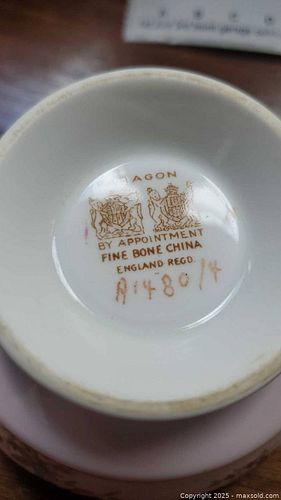 AGON
BY APPOINTMENT
FINE BONE CHINA
ENGLAND REGD.
A1480/4
Copyright 2025 - maxsold.com